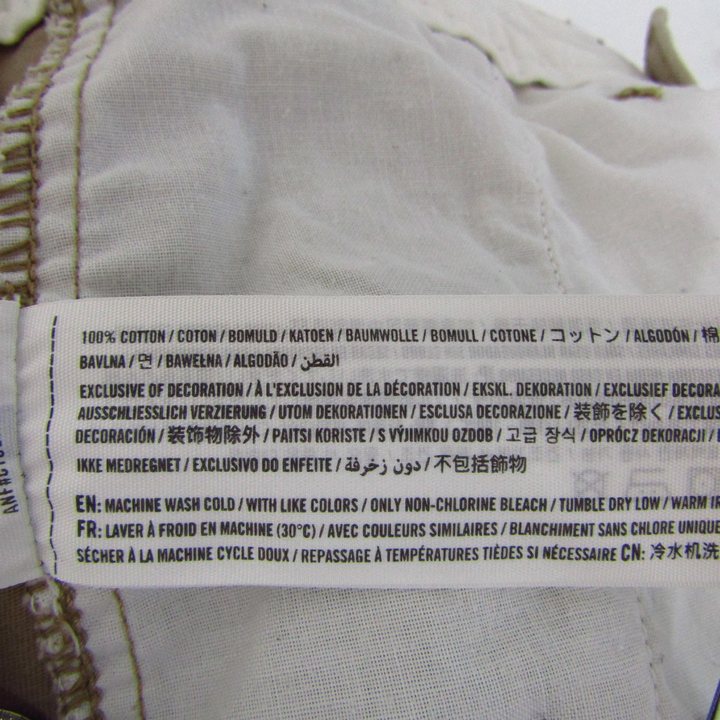 100% COTTON / COTON / BOMULD / KATOEN / BAUMWOLLE / BOMULL / COTONE / コットン / ALGODÓN / 棉
BAVLNA / 면 / BAWEŁNA / ALGODÃO / القطن
EXCLUSIVE OF DECORATION / À L'EXCLUSION DE LA DÉCORATION / EKSKL. DEKORATION / EXCLUSIEF DECORA
AUSSCHLIESSLICH VERZIERUNG / UTOM DEKORATIONEN / ESCLUSA DECORAZIONE / 装飾を除く / EXCLUS
DECORACIÓN / 装饰物除外 / PAITSI KORISTE / S VÝJIMKOU OZDOB / 고급 장식 / OPRÓCZ DEKORACJI /
IKKE MEDREGNET / EXCLUSIVO DO ENFEITE / دون زخرفة / 不包括飾物
EN: MACHINE WASH COLD / WITH LIKE COLORS / ONLY NON-CHLORINE BLEACH / TUMBLE DRY LOW / WARM IR
FR: LAVER À FROID EN MACHINE (30°C) / AVEC COULEURS SIMILAIRES / BLANCHIMENT SANS CHLORE UNIQUE
SÉCHER À LA MACHINE CYCLE DOUX / REPASSAGE À TEMPÉRATURES TIÈDES SI NÉCESSAIRE CN: 冷水机洗